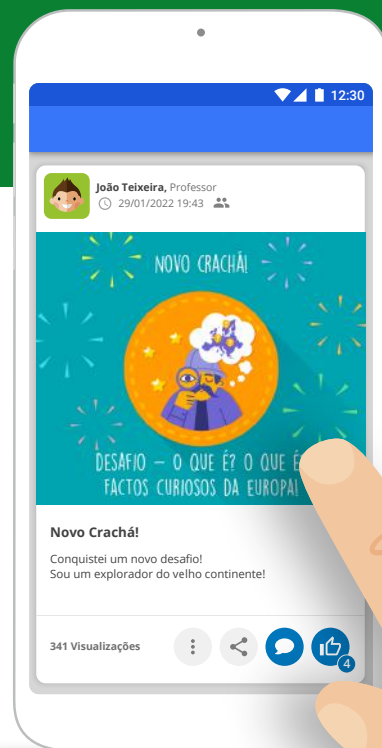 12:30
João Teixeira, Professor
29/01/2022 19:43
NOVO CRACHÁ!
DESAFIO – O QUE É? O QUE É
FACTOS CURIOSOS DA EUROPA!
Novo Crachá!
Conquistei um novo desafio!
Sou um explorador do velho continente!
341 Visualizações
4